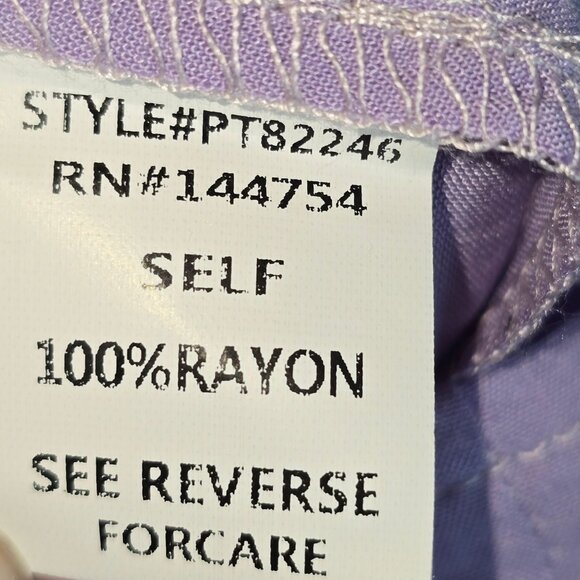 STYLE#PT82246
RN#144754
SELF
100%RAYON
SEE REVERSE
FORCARE